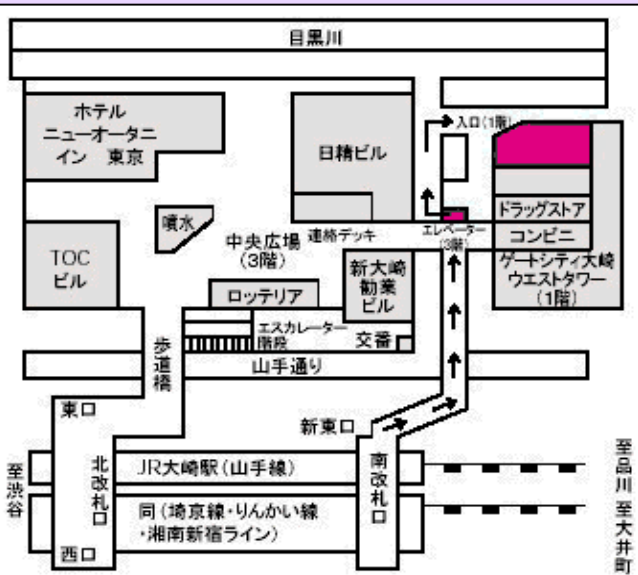 目黒川
ホテル
ニューオータニ
イン 東京
日精ビル
入口(1階)
ドラッグストア
コンビニ
ゲートシティ大崎
ウエストタワー
(1階)
噴水
中央広場
(3階)
連絡デッキ
エレベーター
(3階)
TOC
ビル
新大崎
勧業
ビル
ロッテリア
エスカレーター
階段
交番
歩道橋
山手通り
東口
新東口
至渋谷
北改札口
JR大崎駅(山手線)
南改札口
至品川
同(埼京線・りんかい線
・湘南新宿ライン)
西口
至大井町